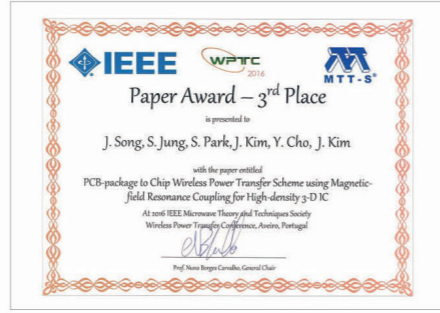 IEEE
WPTC
2016
MTT-S®
Paper Award – 3rd Place
is presented to
J. Song, S. Jung, S. Park, J. Kim, Y. Cho, J. Kim
with the paper entitled
PCB-package to Chip Wireless Power Transfer Scheme using Magnetic-
field Resonance Coupling for High-density 3-D IC
At 2016 IEEE Microwave Theory and Techniques Society
Wireless Power Transfer Conference, Aveiro, Portugal
Prof. Nuno Borges Carvalho, General Chair